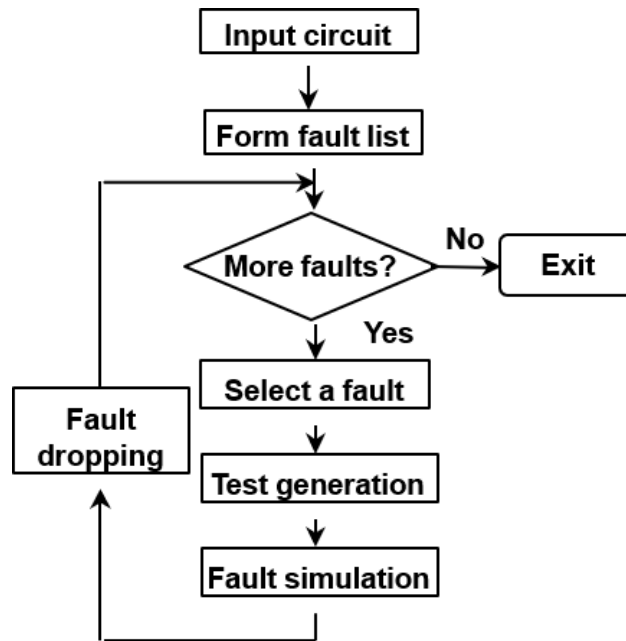 Input circuit
Form fault list
More faults?
No
Exit
Yes
Select a fault
Fault
dropping
Test generation
Fault simulation